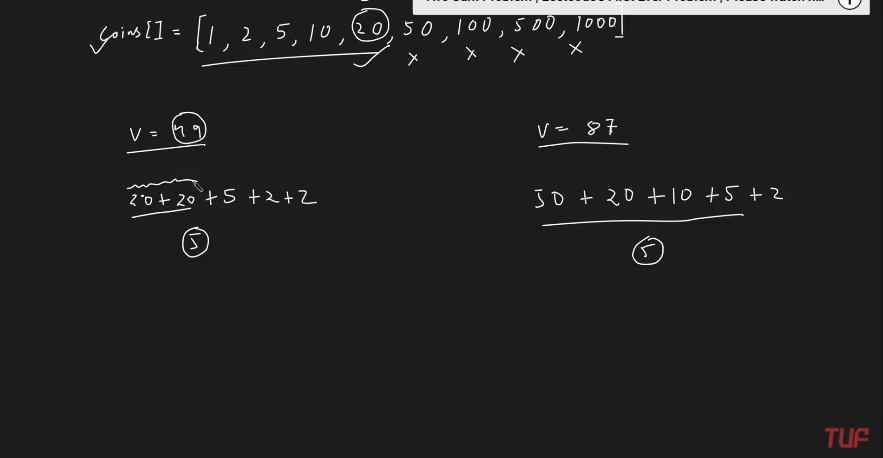 coins[] = [1, 2, 5, 10, 20, 50, 100, 500, 1000]
V = 49
V = 87
20 + 20 + 5 + 2 + 2
50 + 20 + 10 + 5 + 2
5
5
TUF